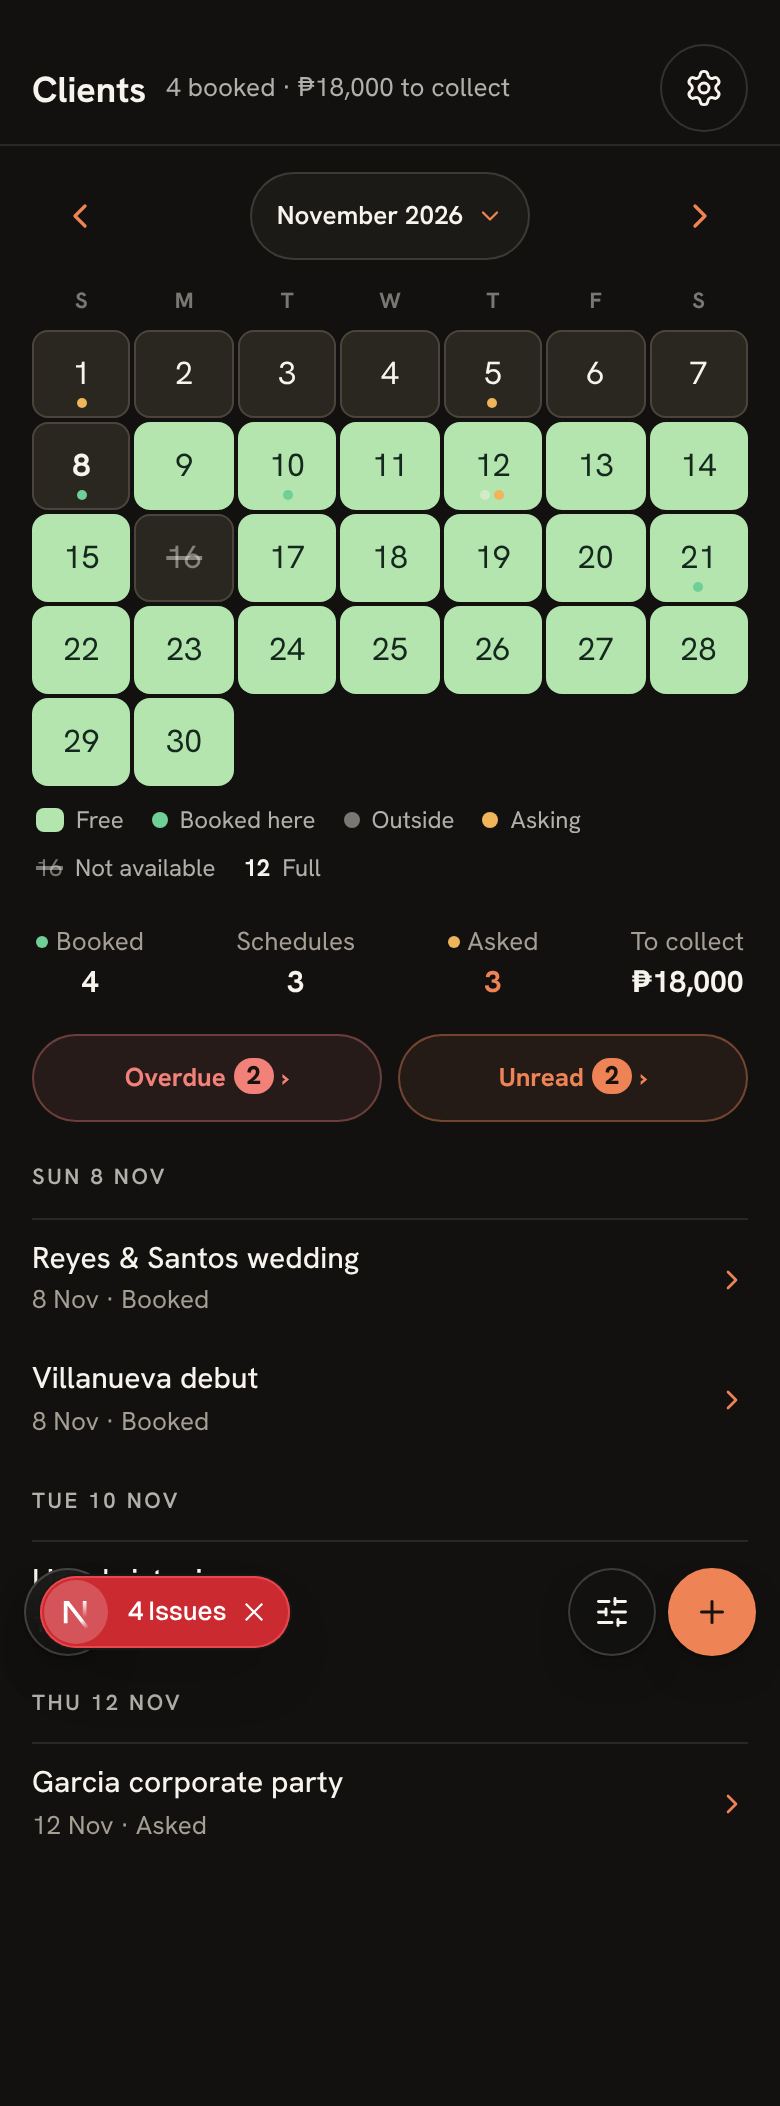 Clients 4 booked · ₱18,000 to collect
November 2026
S M T W T F S
1 2 3 4 5 6 7
8 9 10 11 12 13 14
15 16 17 18 19 20 21
22 23 24 25 26 27 28
29 30
Free Booked here Outside Asking
16 Not available 12 Full
Booked Schedules Asked To collect
4 3 3 ₱18,000
Overdue 2 › Unread 2 ›
SUN 8 NOV
Reyes & Santos wedding
8 Nov · Booked
Villanueva debut
8 Nov · Booked
TUE 10 NOV
N 4 Issues
THU 12 NOV
Garcia corporate party
12 Nov · Asked